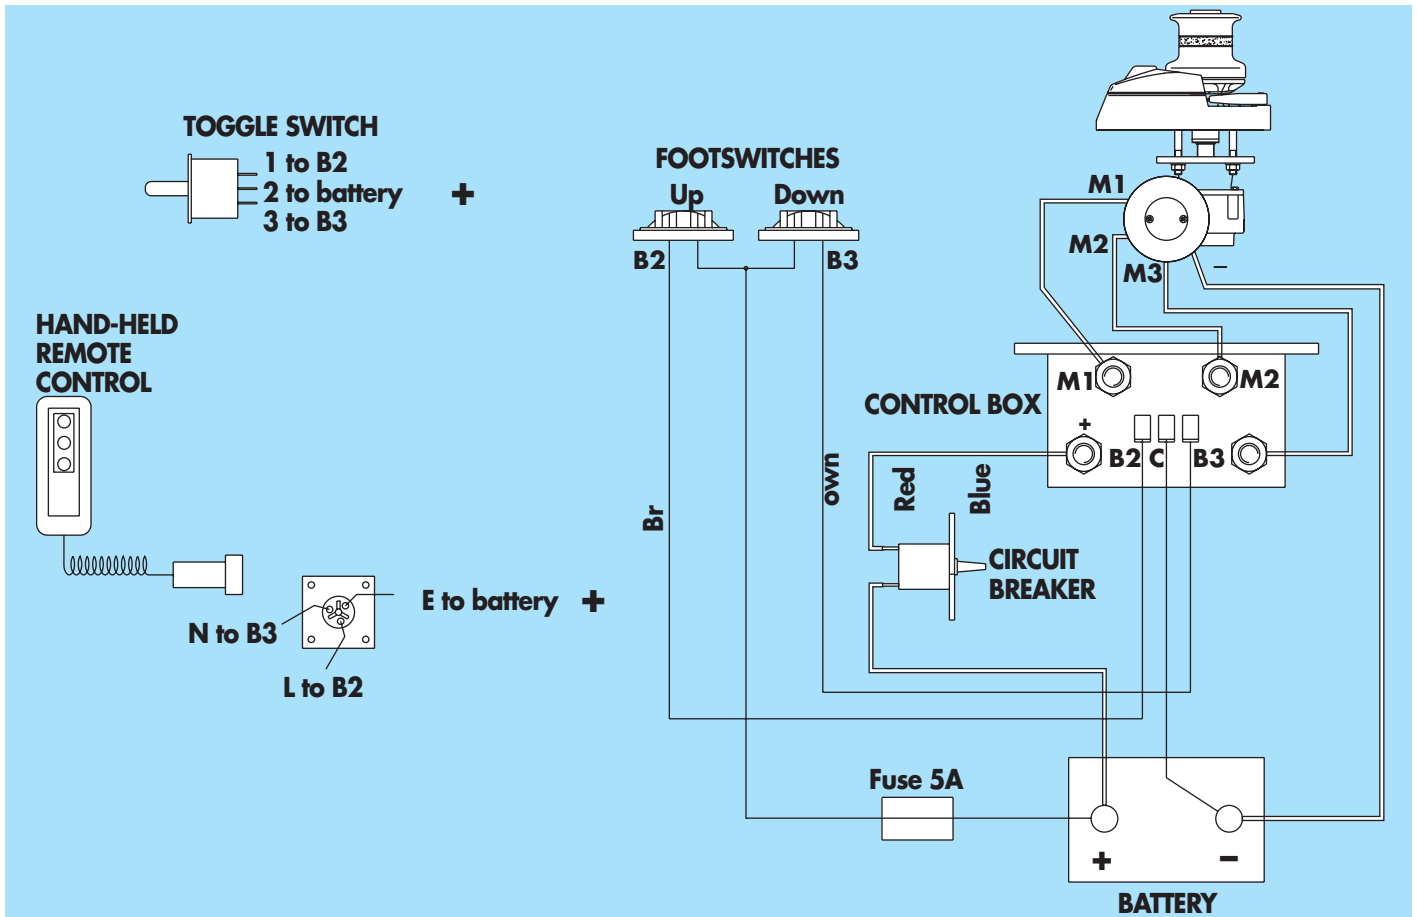 TOGGLE SWITCH
1 to B2
2 to battery +
3 to B3
FOOTSWITCHES
Up Down
B2 B3
M1
M2
M3 –
HAND-HELD
REMOTE
CONTROL
CONTROL BOX
M1 M2
+
B2 C B3
Br
own
Red
Blue
CIRCUIT
BREAKER
E to battery +
N to B3
L to B2
Fuse 5A
+ –
BATTERY